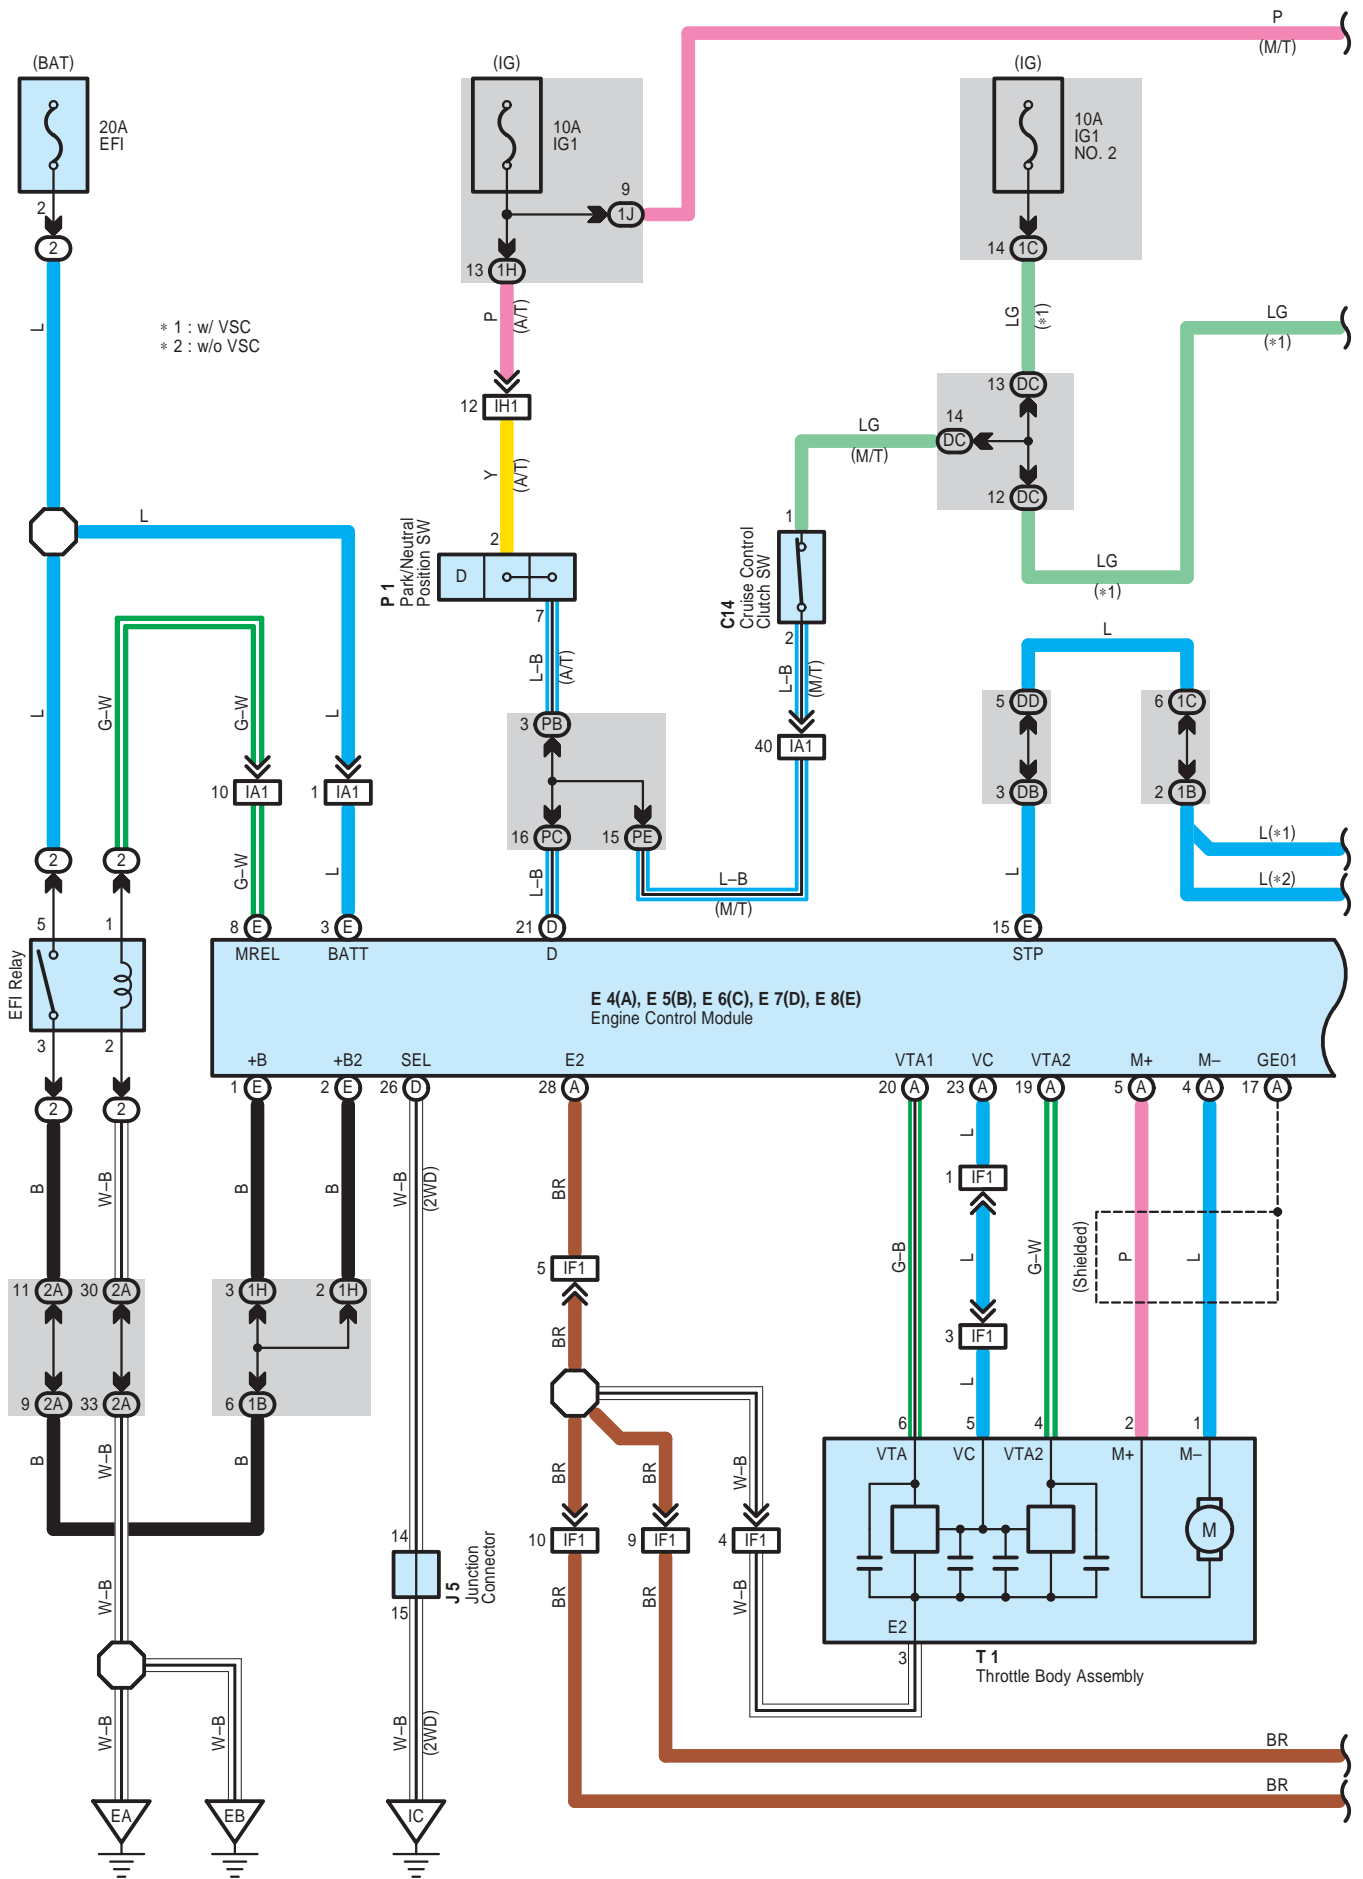 P
(M/T)
(BAT)
(IG)
(IG)
20A
EFI
10A
IG1
10A
IG1
NO. 2
2
2
9
1J
13 1H
14 1C
L
P
(A/T)
LG
(∗1)
LG
(∗1)
∗ 1 : w/ VSC
∗ 2 : w/o VSC
12 IH1
13 DC
14
DC
12 DC
LG
(M/T)
Y
(A/T)
L
2
1
P 1
Park/Neutral
Position SW
D
7
C14
Cruise Control
Clutch SW
2
LG
(∗1)
L
L–B
(A/T)
L–B
(M/T)
L
G–W
G–W
L
5 DD
6 1C
3 PB
40 IA1
10 IA1
1 IA1
3 DB
2 1B
16 PC
15 PE
L(∗1)
L(∗2)
2
2
G–W
L
L–B
L–B
(M/T)
L
5
1
8 E
3 E
21 D
15 E
EFI Relay
MREL
BATT
D
STP
E 4(A), E 5(B), E 6(C), E 7(D), E 8(E)
Engine Control Module
3
2
+B
+B2
SEL
E2
VTA1
VC
VTA2
M+
M–
GE01
1 E
2 E
26 D
28 A
20 A
23 A
19 A
5 A
4 A
17 A
2
2
B
W–B
B
B
W–B
(2WD)
BR
L
1 IF1
G–B
L
G–W
(Shielded)
P
L
5 IF1
11 2A
30 2A
3 1H
2 1H
BR
3 IF1
9 2A
33 2A
6 1B
L
B
W–B
B
6
5
4
2
1
BR
BR
W–B
VTA
VC
VTA2
M+
M–
M
14
10 IF1
9 IF1
4 IF1
J 5
Junction
Connector
15
W–B
BR
BR
W–B
E2
3
T 1
Throttle Body Assembly
W–B
W–B
W–B
(2WD)
BR
BR
EA
EB
IC